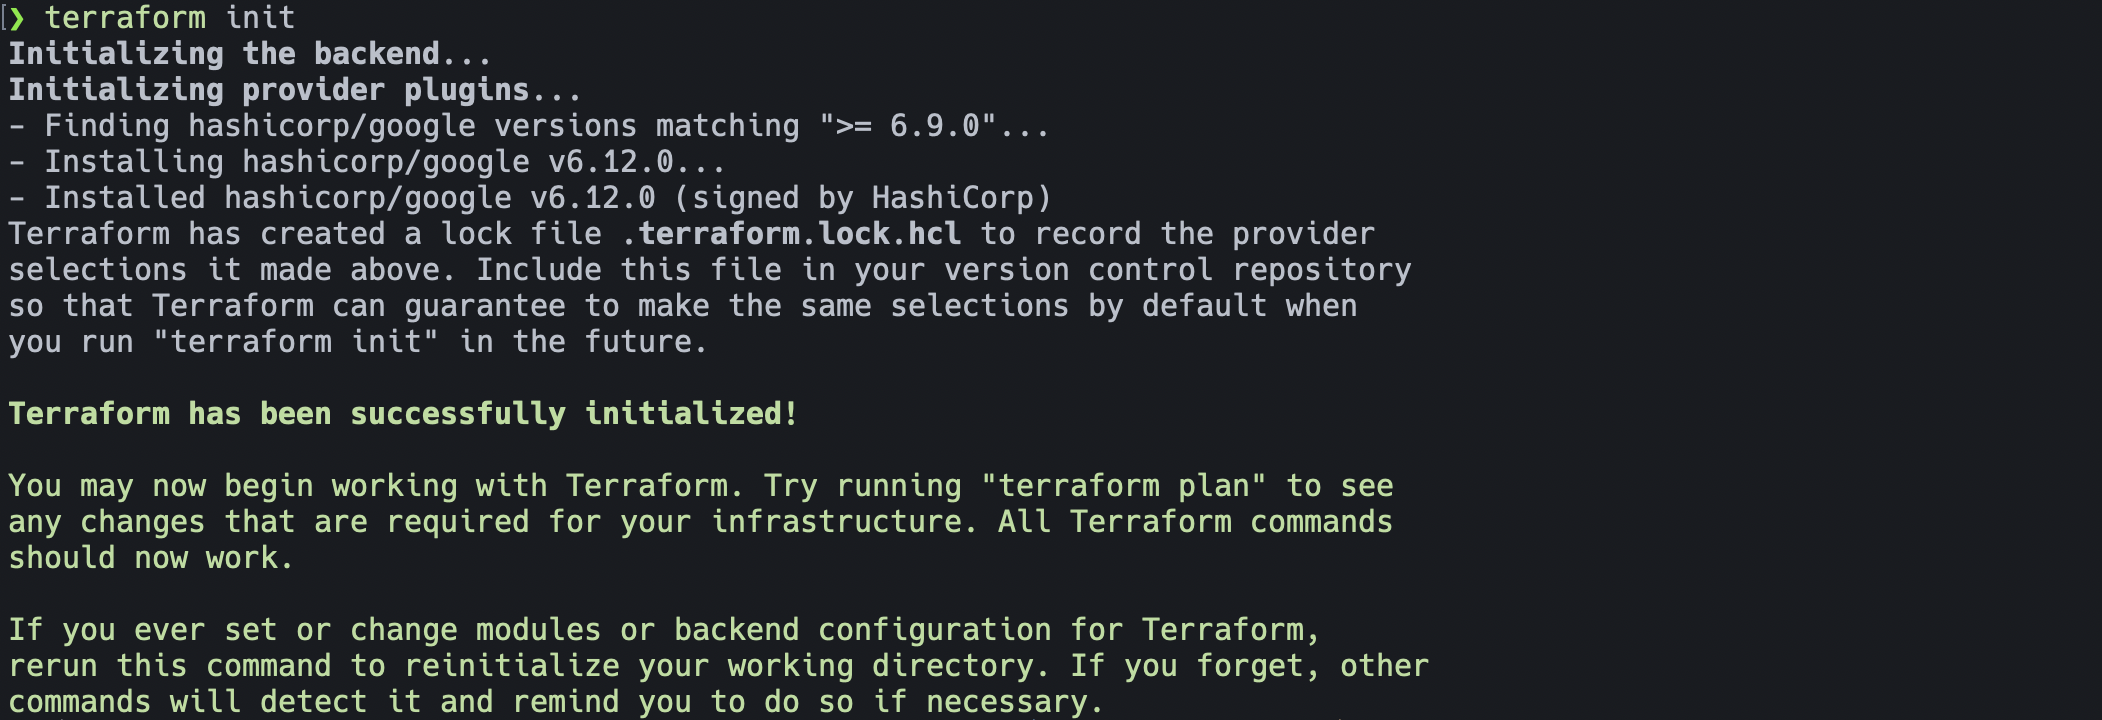 [❯ terraform init
Initializing the backend...
Initializing provider plugins...
- Finding hashicorp/google versions matching ">= 6.9.0"...
- Installing hashicorp/google v6.12.0...
- Installed hashicorp/google v6.12.0 (signed by HashiCorp)
Terraform has created a lock file .terraform.lock.hcl to record the provider
selections it made above. Include this file in your version control repository
so that Terraform can guarantee to make the same selections by default when
you run "terraform init" in the future.

Terraform has been successfully initialized!

You may now begin working with Terraform. Try running "terraform plan" to see
any changes that are required for your infrastructure. All Terraform commands
should now work.

If you ever set or change modules or backend configuration for Terraform,
rerun this command to reinitialize your working directory. If you forget, other
commands will detect it and remind you to do so if necessary.